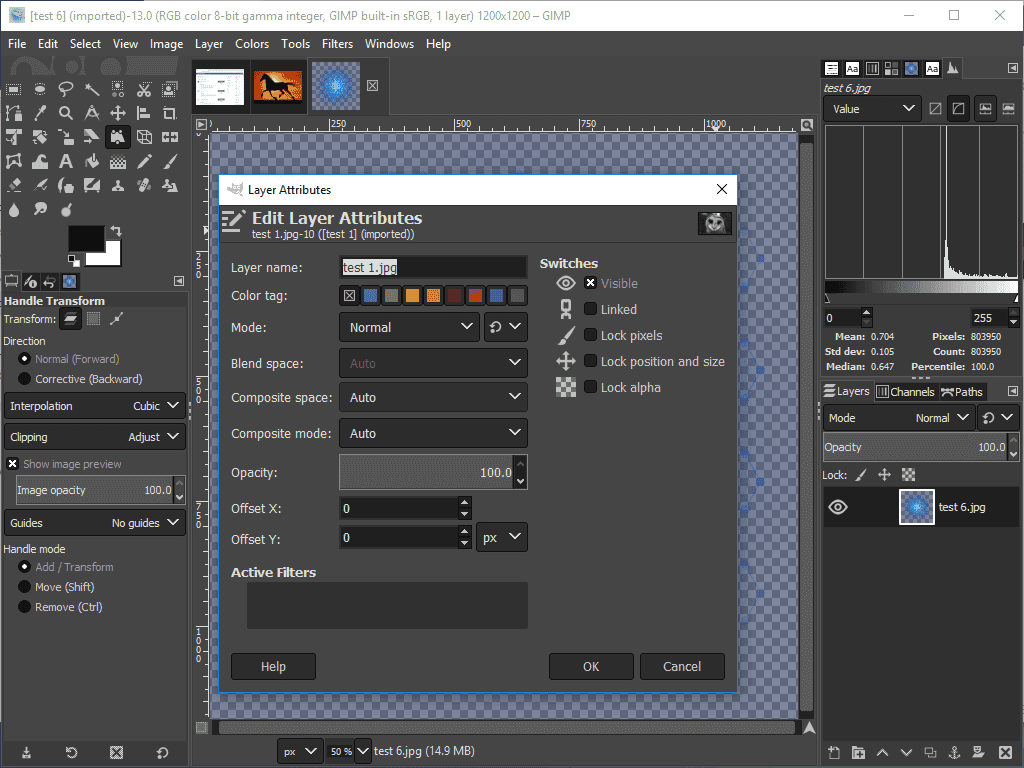 [test 6] (imported)-13.0 (RGB color 8-bit gamma integer, GIMP built-in sRGB, 1 layer) 1200x1200 – GIMP
File Edit Select View Image Layer Colors Tools Filters Windows Help
250 500 750 1000
250
500
750
1000
Handle Transform
Transform:
Direction
Normal (Forward)
Corrective (Backward)
Interpolation Cubic
Clipping Adjust
Show image preview
Image opacity 100.0
Guides No guides
Handle mode
Add / Transform
Move (Shift)
Remove (Ctrl)
Layer Attributes
Edit Layer Attributes
test 1.jpg-10 ([test 1] (imported))
Layer name: test 1.jpg
Color tag:
Mode: Normal
Blend space: Auto
Composite space: Auto
Composite mode: Auto
Opacity: 100.0
Offset X: 0
Offset Y: 0 px
Active Filters
Switches
Visible
Linked
Lock pixels
Lock position and size
Lock alpha
Help OK Cancel
px 50 % test 6.jpg (14.9 MB)
Aa Aa
test 6.jpg
Value
0 255
Mean: 0.704 Pixels: 803950
Std dev: 0.105 Count: 803950
Median: 0.647 Percentile: 100.0
Layers Channels Paths
Mode Normal
Opacity 100.0
Lock:
test 6.jpg